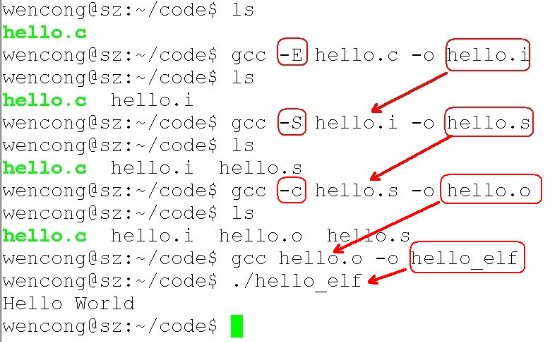 wencong@sz:~/code$ ls
hello.c
wencong@sz:~/code$ gcc -E hello.c -o hello.i
wencong@sz:~/code$ ls
hello.c hello.i
wencong@sz:~/code$ gcc -S hello.i -o hello.s
wencong@sz:~/code$ ls
hello.c hello.i hello.s
wencong@sz:~/code$ gcc -c hello.s -o hello.o
wencong@sz:~/code$ ls
hello.c hello.i hello.o hello.s
wencong@sz:~/code$ gcc hello.o -o hello_elf
wencong@sz:~/code$ ./hello_elf
Hello World
wencong@sz:~/code$